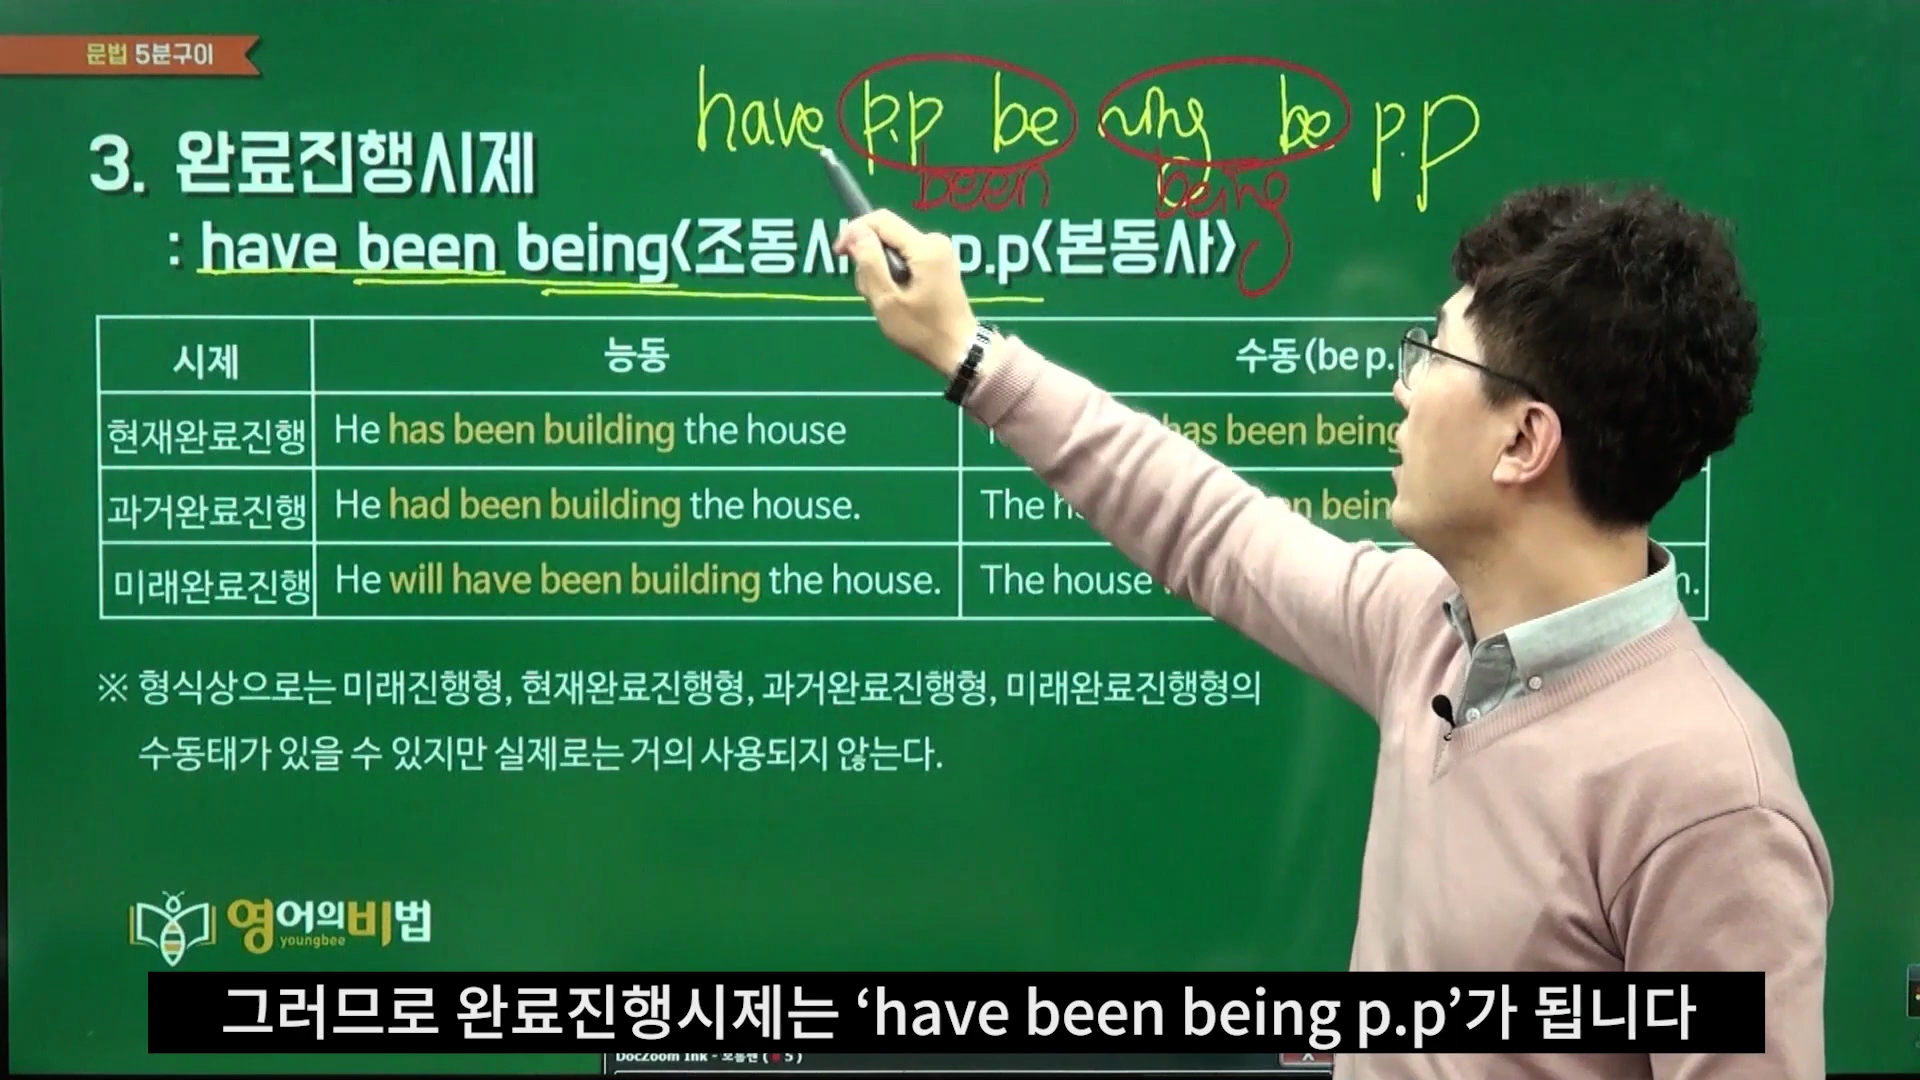 문법 5분구이
have p.p be ing be p.p
been being
3. 완료진행시제
: have been being<조동사 p.p<본동사>
시제 능동 수동(be p.
현재완료진행 He has been building the house has been being
과거완료진행 He had been building the house. The
미래완료진행 He will have been building the house. The house
※ 형식상으로는 미래진행형, 현재완료진행형, 과거완료진행형, 미래완료진행형의
수동태가 있을 수 있지만 실제로는 거의 사용되지 않는다.
영어의비법
youngbee
그러므로 완료진행시제는 ‘have been being p.p’가 됩니다